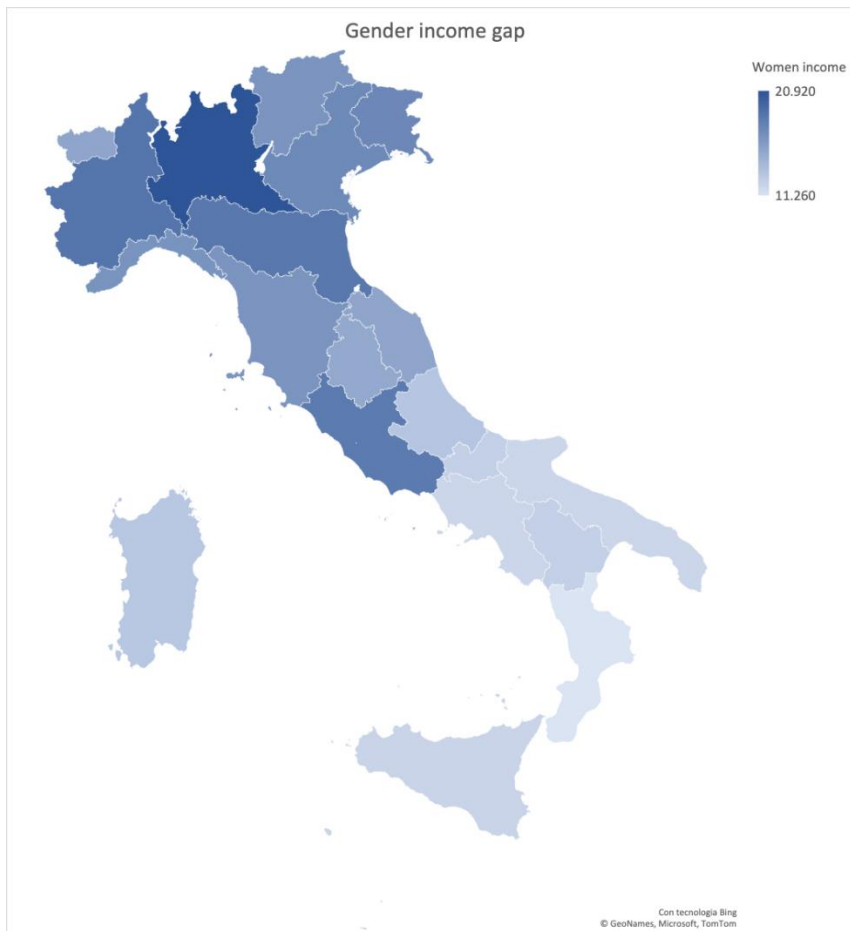 Gender income gap
Women income
20.920
11.260
Con tecnologia Bing
© GeoNames, Microsoft, TomTom